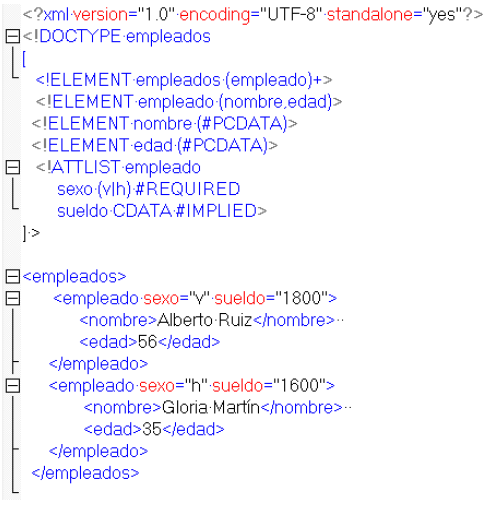 <?xml version="1.0" encoding="UTF-8" standalone="yes"?>
<!DOCTYPE empleados
[
<!ELEMENT empleados (empleado)+>
<!ELEMENT empleado (nombre,edad)>
<!ELEMENT nombre (#PCDATA)>
<!ELEMENT edad (#PCDATA)>
<!ATTLIST empleado
sexo (v|h) #REQUIRED
sueldo CDATA #IMPLIED>
] >
<empleados>
<empleado sexo="v" sueldo="1800">
<nombre>Alberto Ruiz</nombre>
<edad>56</edad>
</empleado>
<empleado sexo="h" sueldo="1600">
<nombre>Gloria Martín</nombre>
<edad>35</edad>
</empleado>
</empleados>